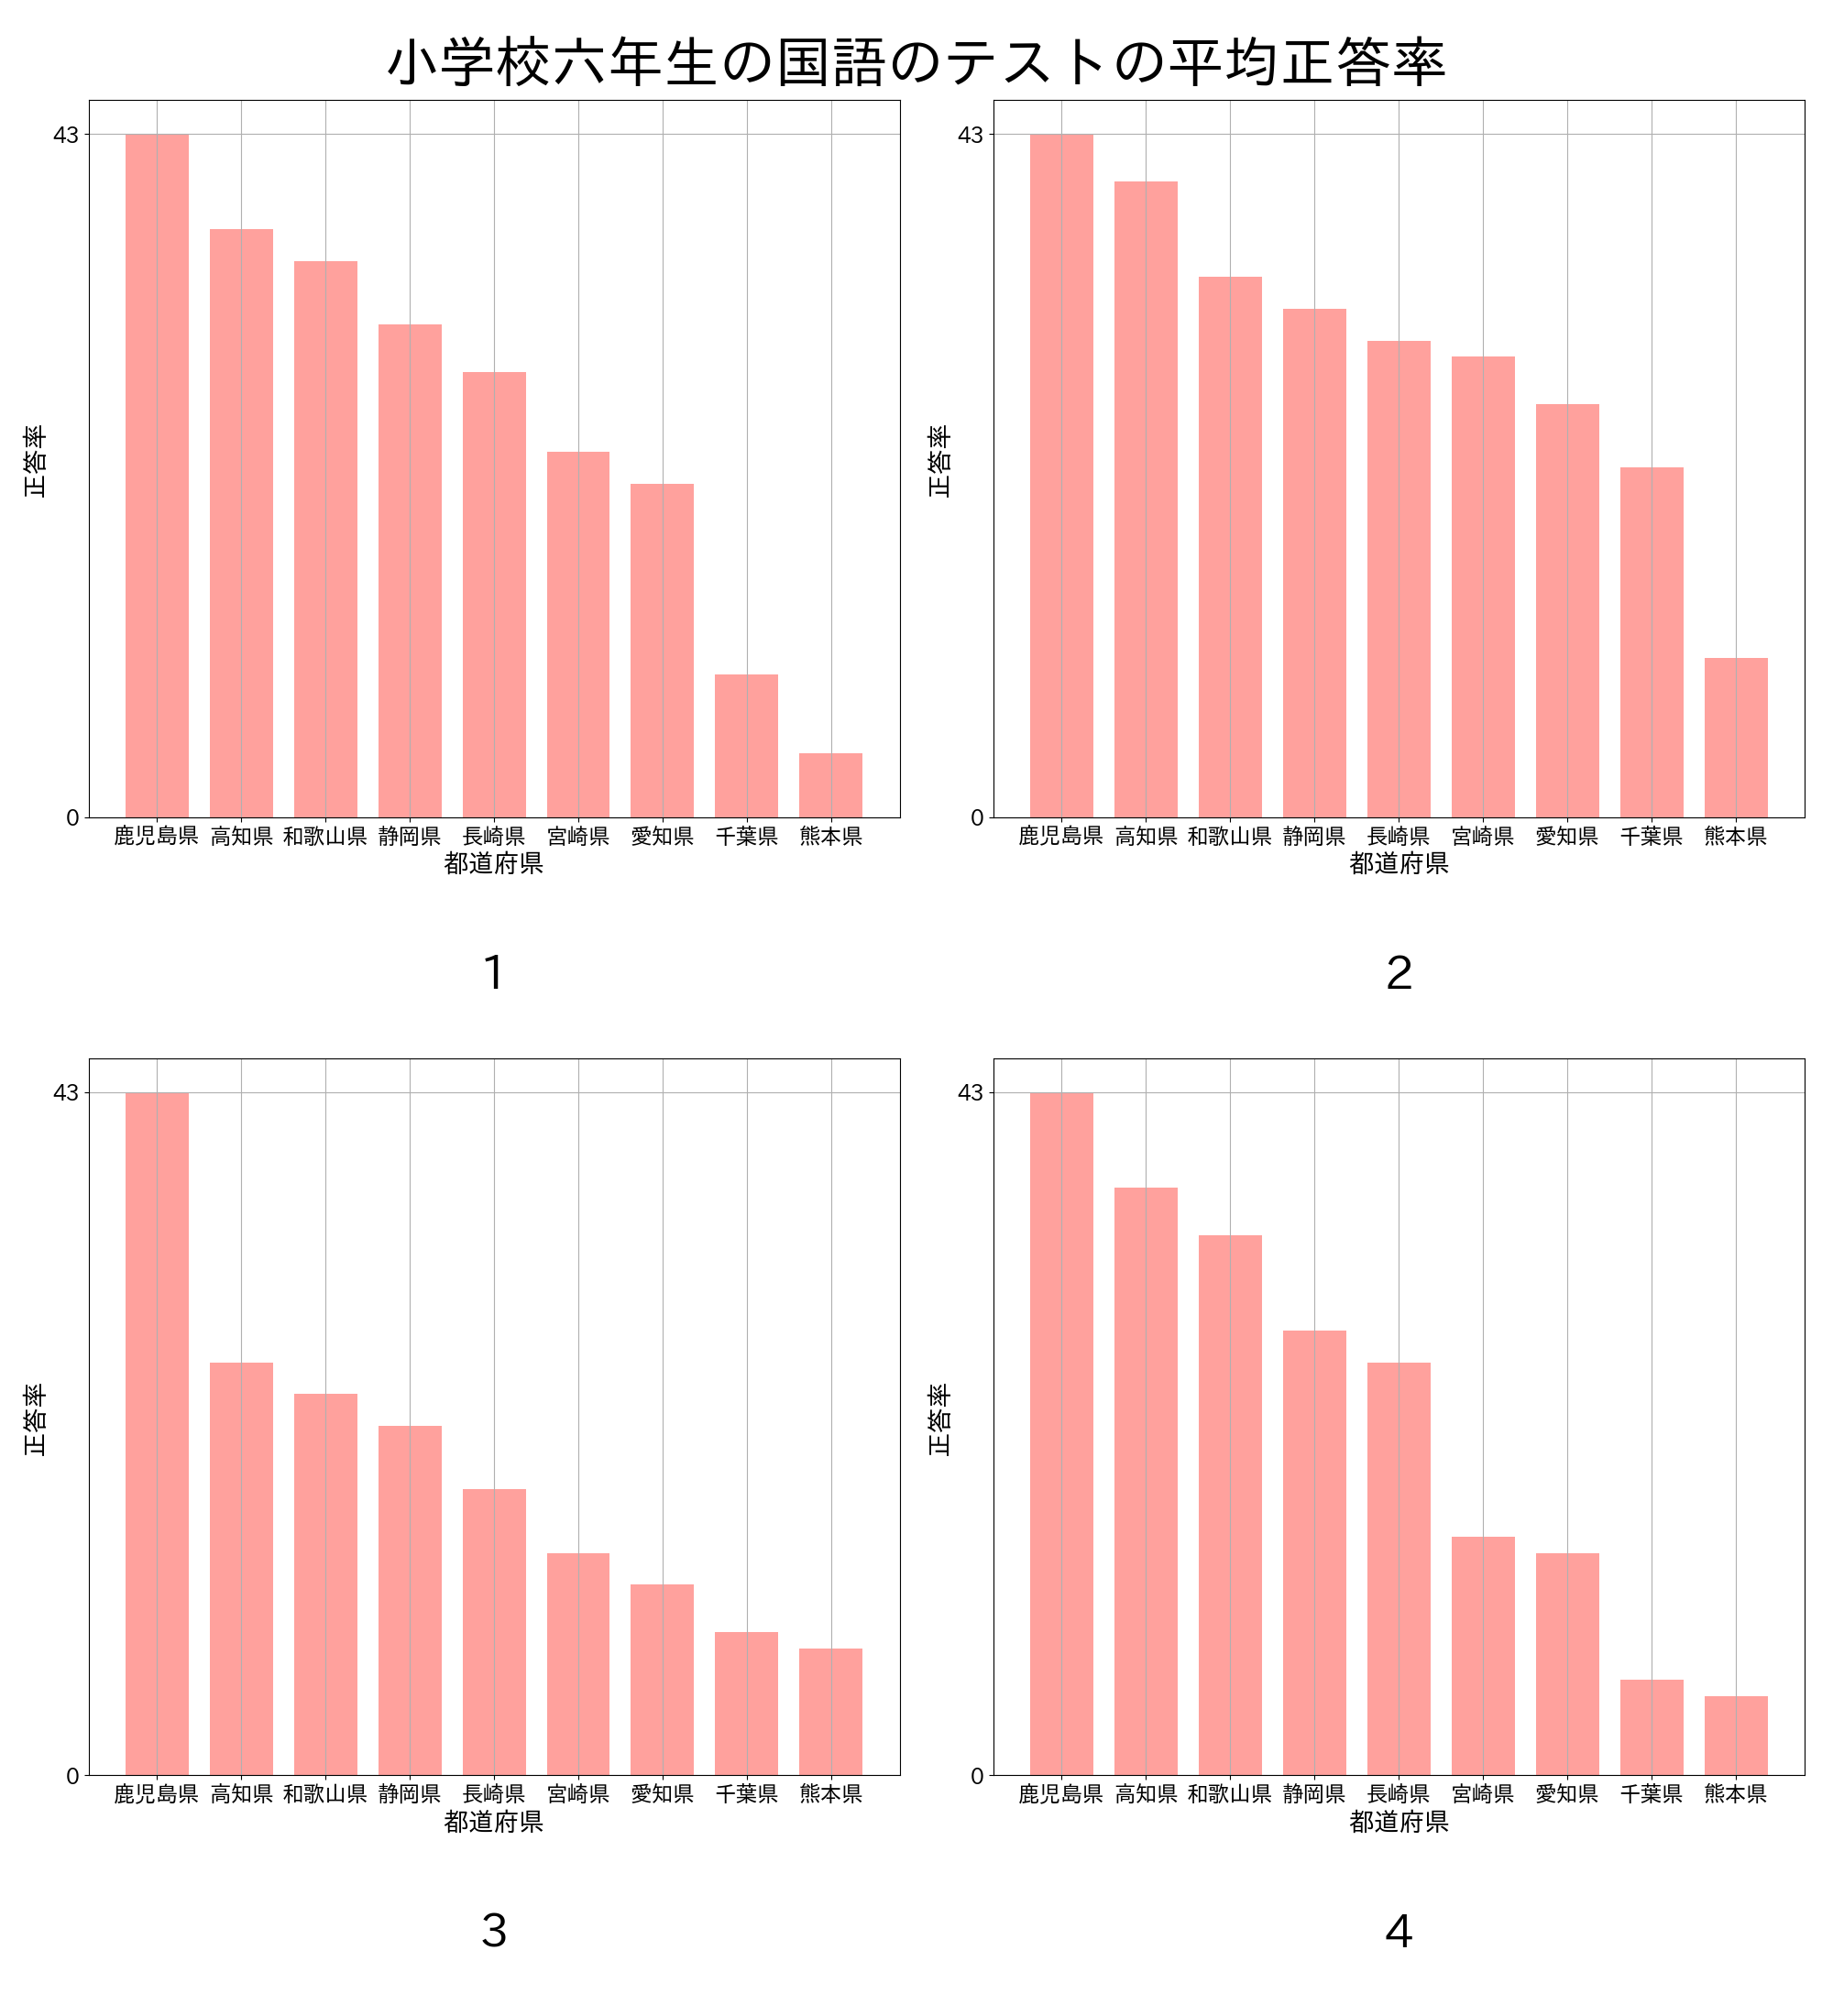 小学校六年生の国語のテストの平均正答率
43
0
正答率
鹿児島県 高知県 和歌山県 静岡県 長崎県 宮崎県 愛知県 千葉県 熊本県
都道府県
1
43
0
正答率
鹿児島県 高知県 和歌山県 静岡県 長崎県 宮崎県 愛知県 千葉県 熊本県
都道府県
2
43
0
正答率
鹿児島県 高知県 和歌山県 静岡県 長崎県 宮崎県 愛知県 千葉県 熊本県
都道府県
3
43
0
正答率
鹿児島県 高知県 和歌山県 静岡県 長崎県 宮崎県 愛知県 千葉県 熊本県
都道府県
4